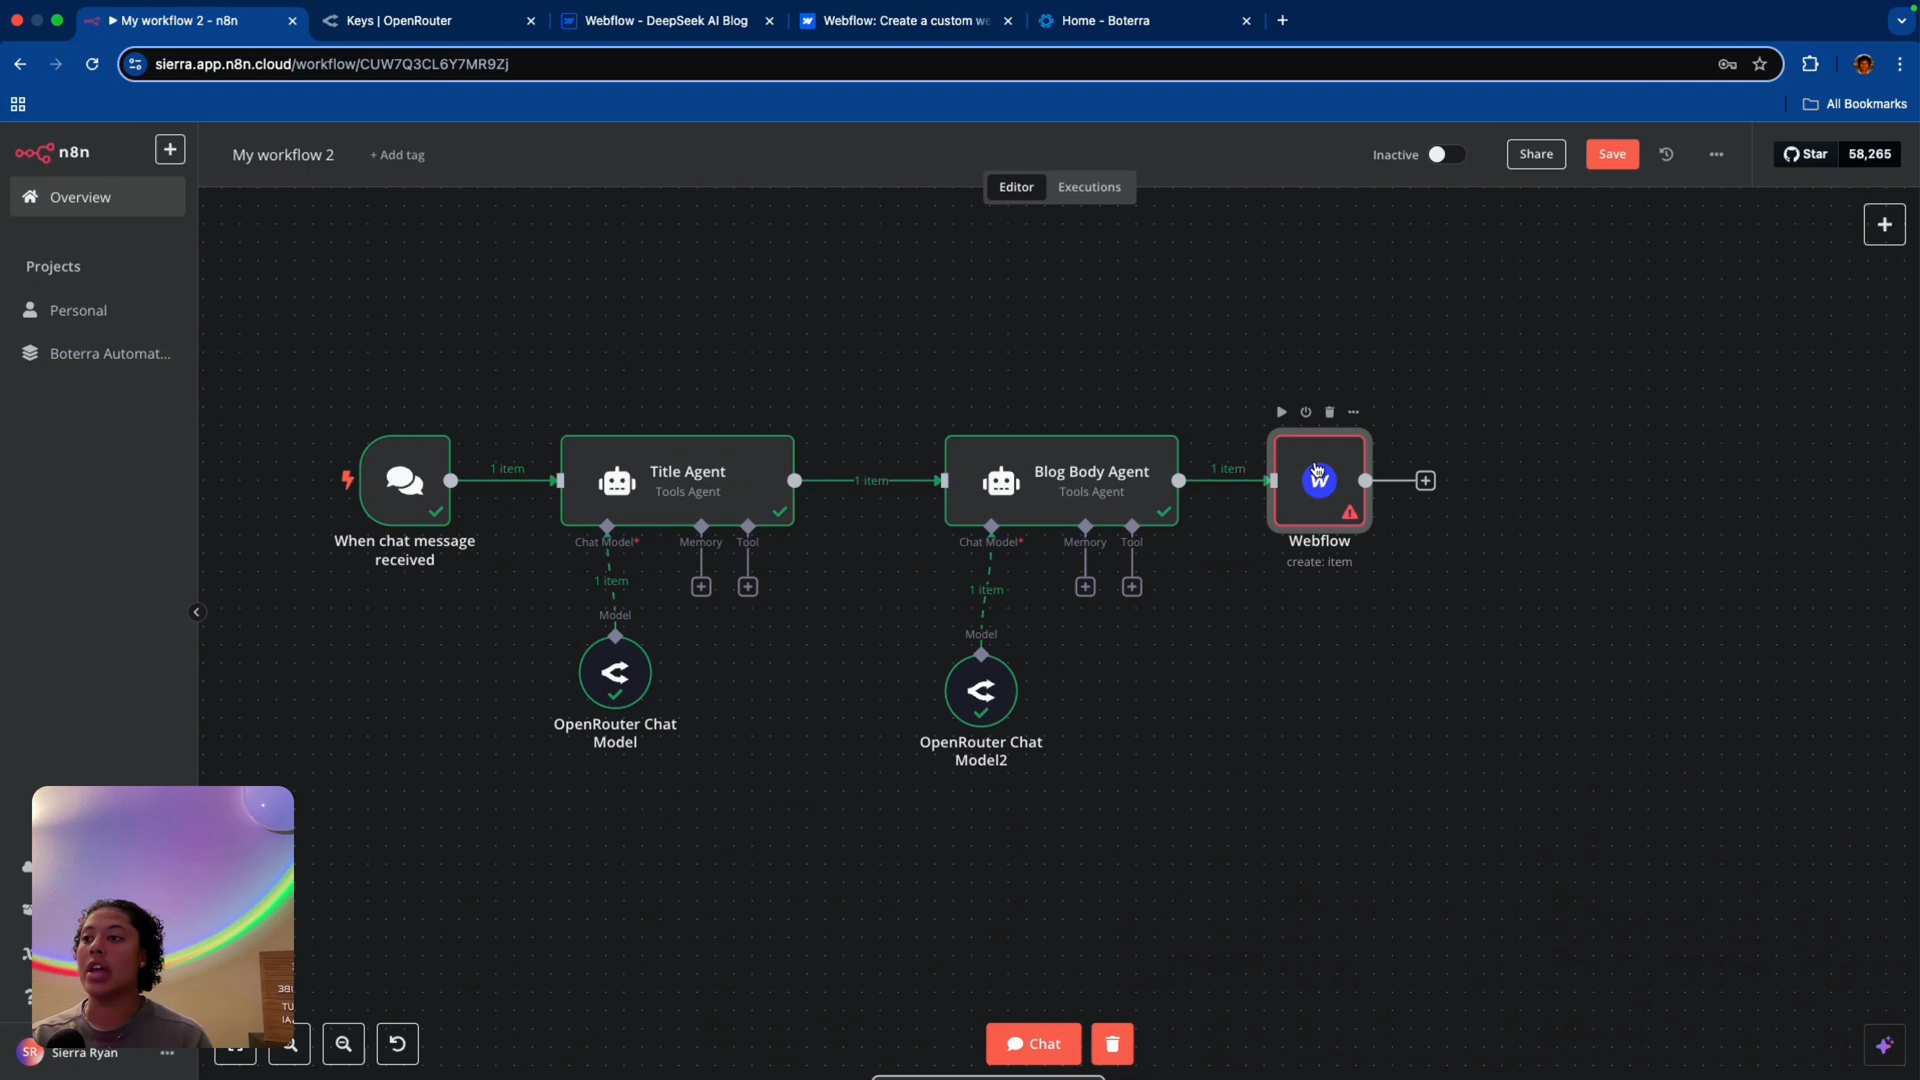 My workflow 2 - n8n
Keys | OpenRouter
Webflow - DeepSeek AI Blog
Webflow: Create a custom we
Home - Boterra
sierra.app.n8n.cloud/workflow/CUW7Q3CL6Y7MR9Zj
All Bookmarks
n8n
My workflow 2
+ Add tag
Inactive
Share
Save
Star
58,265
Editor
Executions
Overview
Projects
Personal
Boterra Automat...
1 item
Title Agent
Tools Agent
1 item
Blog Body Agent
Tools Agent
1 item
W
When chat message
received
Chat Model*
Memory
Tool
Chat Model*
Memory
Tool
Webflow
create: item
1 item
1 item
Model
Model
OpenRouter Chat
Model
OpenRouter Chat
Model2
SR
Sierra Ryan
Chat